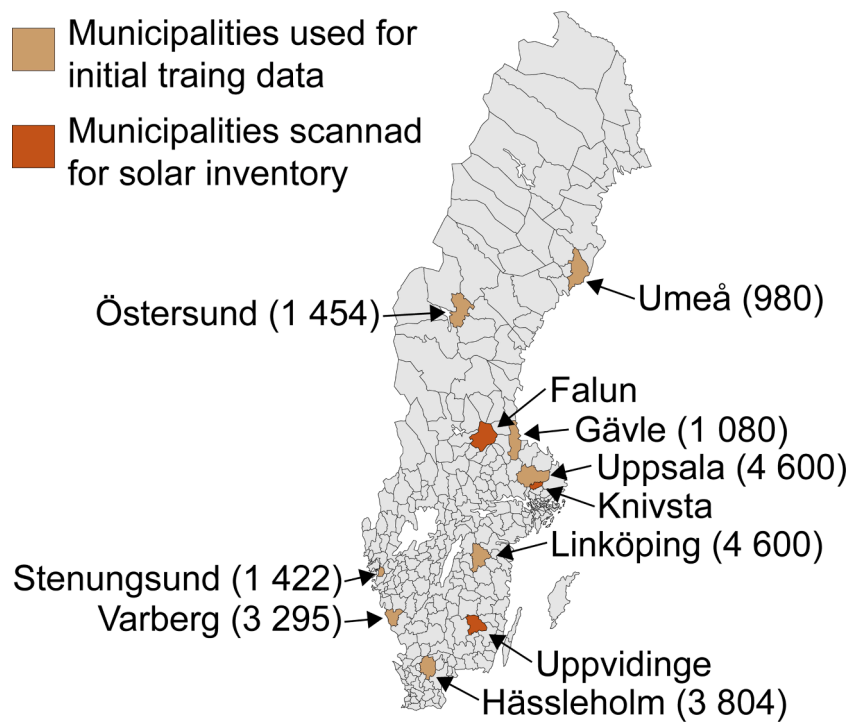 Municipalities used for
initial traing data
Municipalities scannad
for solar inventory
Östersund (1 454)
Umeå (980)
Falun
Gävle (1 080)
Uppsala (4 600)
Knivsta
Linköping (4 600)
Stenungsund (1 422)
Varberg (3 295)
Uppvidinge
Hässleholm (3 804)